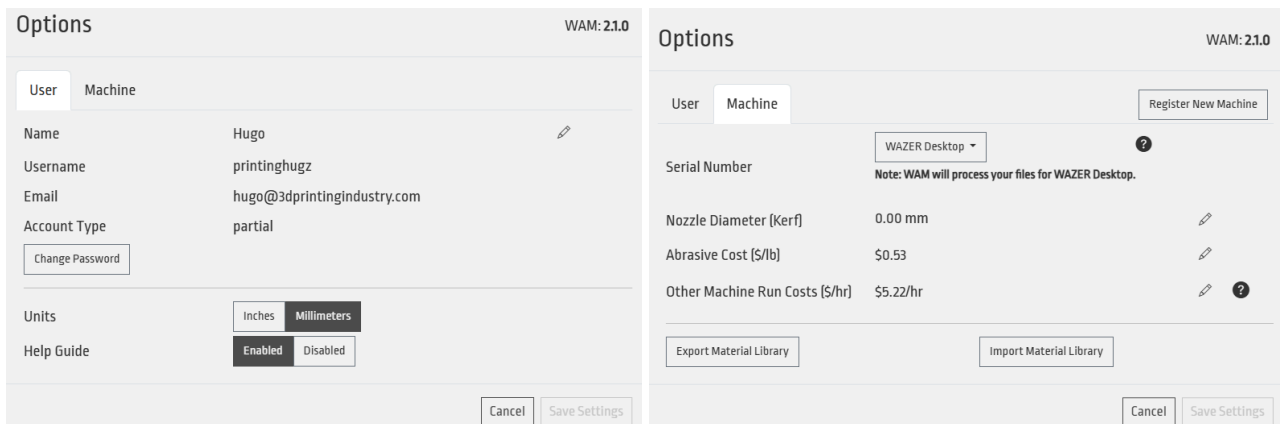 Options
WAM: 2.1.0
User Machine
Name Hugo
Username printinghugz
Email hugo@3dprintingindustry.com
Account Type partial
Change Password
Units Inches Millimeters
Help Guide Enabled Disabled
Cancel Save Settings
Options
WAM: 2.1.0
User Machine Register New Machine
Serial Number WAZER Desktop ?
Note: WAM will process your files for WAZER Desktop.
Nozzle Diameter (Kerf) 0.00 mm
Abrasive Cost ($/lb) $0.53
Other Machine Run Costs ($/hr) $5.22/hr ?
Export Material Library Import Material Library
Cancel Save Settings